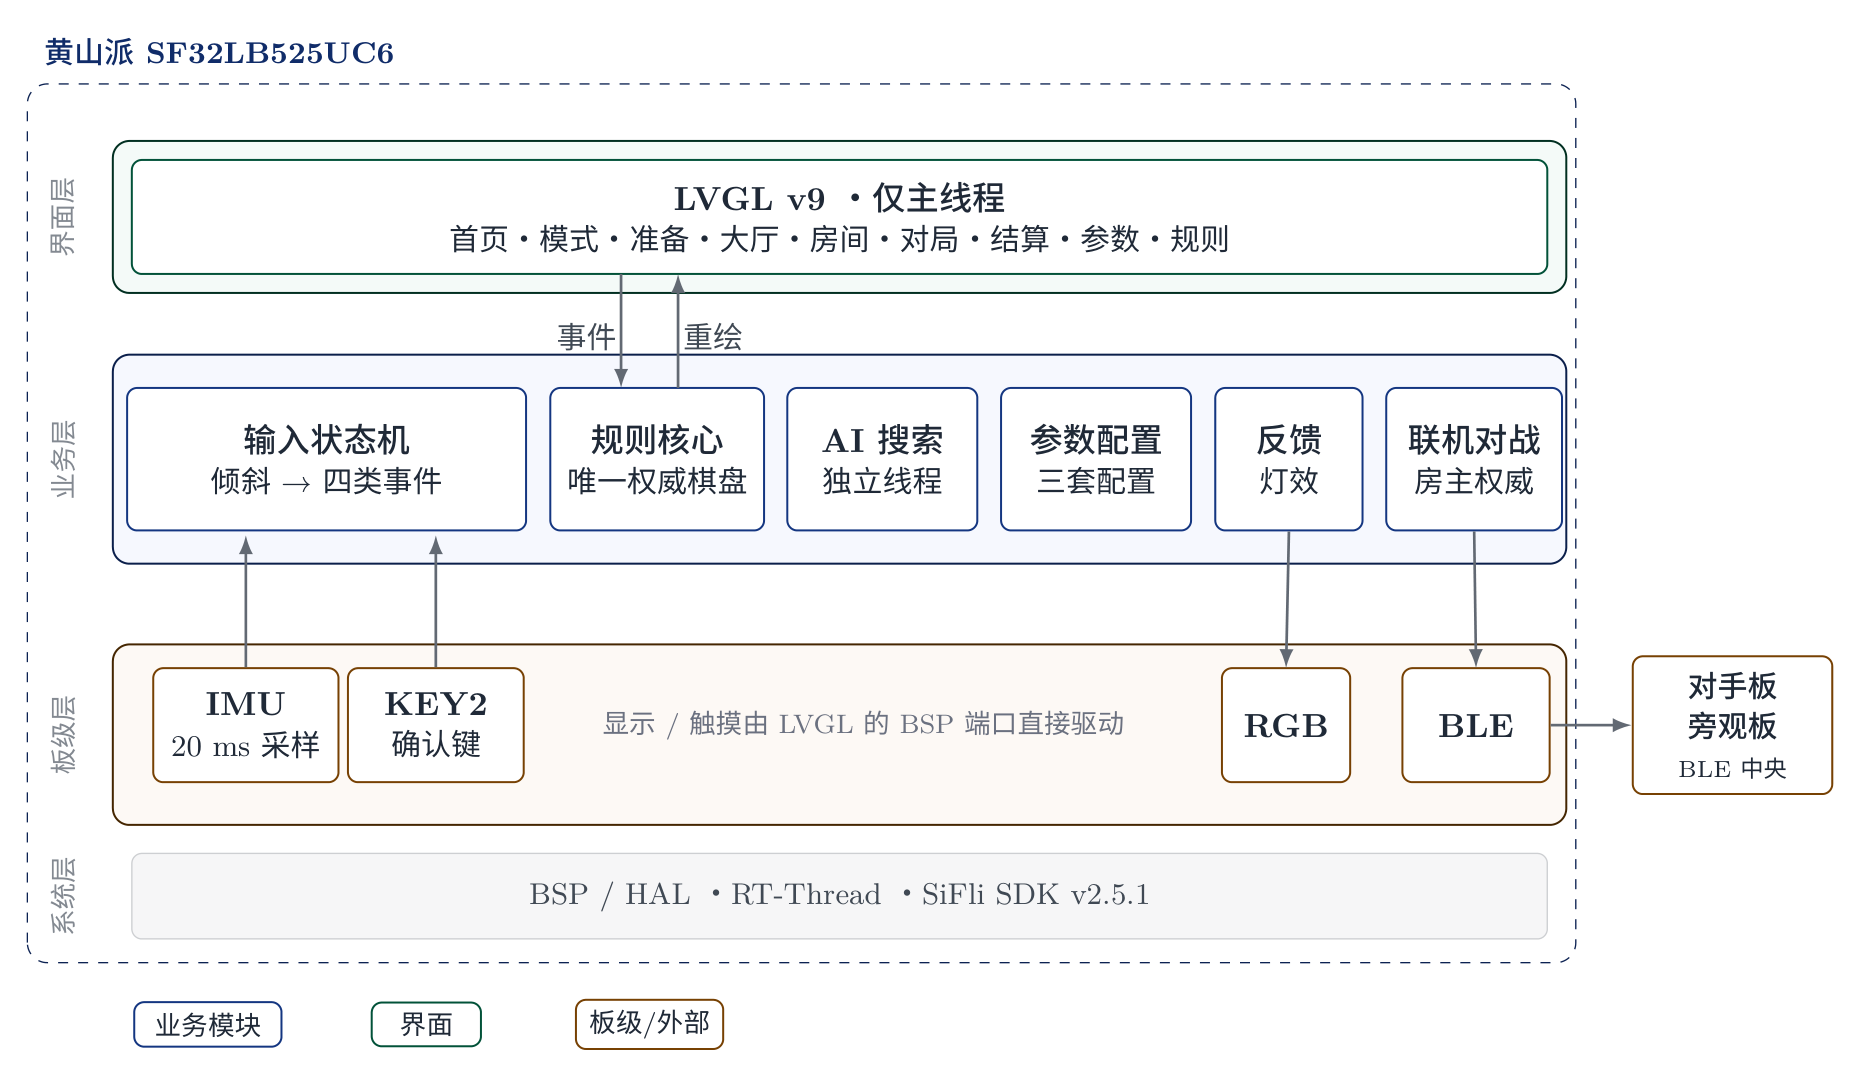 黄山派 SF32LB525UC6
界面层
LVGL v9 · 仅主线程
首页·模式·准备·大厅·房间·对局·结算·参数·规则
事件
重绘
业务层
输入状态机
倾斜 → 四类事件
规则核心
唯一权威棋盘
AI 搜索
独立线程
参数配置
三套配置
反馈
灯效
联机对战
房主权威
板级层
IMU
20 ms 采样
KEY2
确认键
显示 / 触摸由 LVGL 的 BSP 端口直接驱动
RGB
BLE
对手板
旁观板
BLE 中央
系统层
BSP / HAL · RT-Thread · SiFli SDK v2.5.1
业务模块
界面
板级/外部